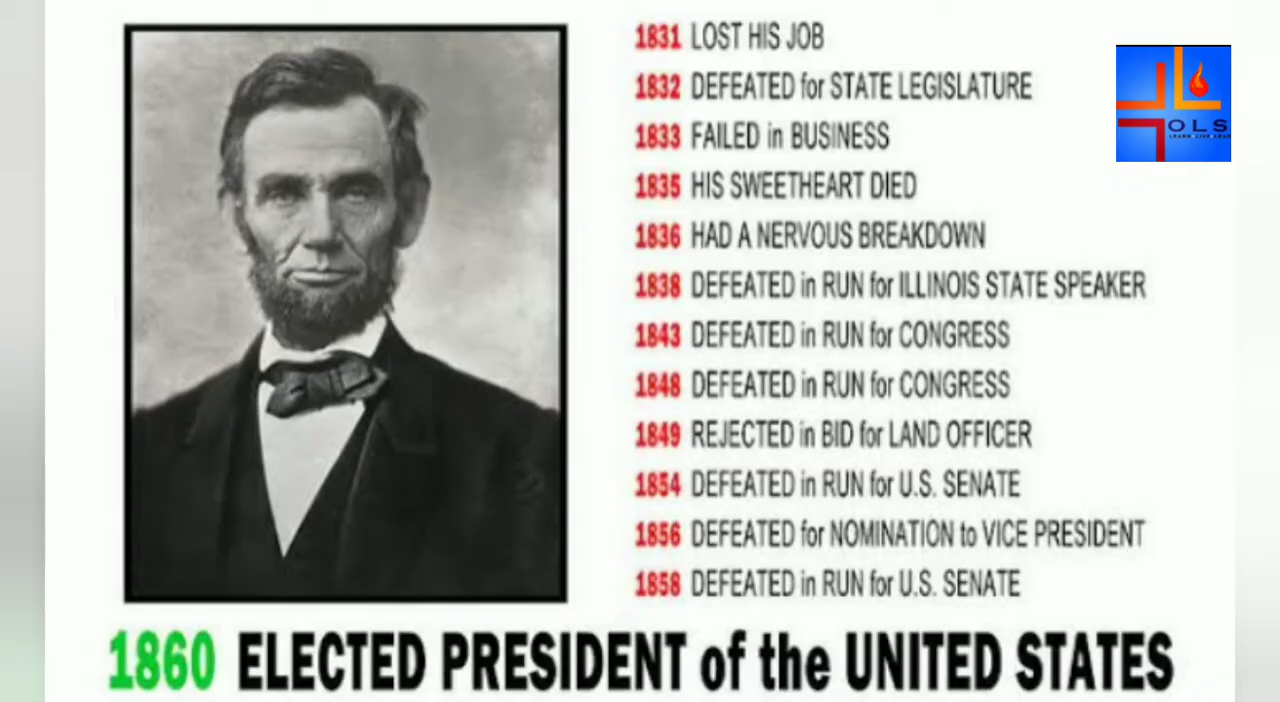 1831 LOST HIS JOB
1832 DEFEATED for STATE LEGISLATURE
1833 FAILED in BUSINESS
1835 HIS SWEETHEART DIED
1836 HAD A NERVOUS BREAKDOWN
1838 DEFEATED in RUN for ILLINOIS STATE SPEAKER
1843 DEFEATED in RUN for CONGRESS
1848 DEFEATED in RUN for CONGRESS
1849 REJECTED in BID for LAND OFFICER
1854 DEFEATED in RUN for U.S. SENATE
1856 DEFEATED for NOMINATION to VICE PRESIDENT
1858 DEFEATED in RUN for U.S. SENATE
1860 ELECTED PRESIDENT of the UNITED STATES
OLS